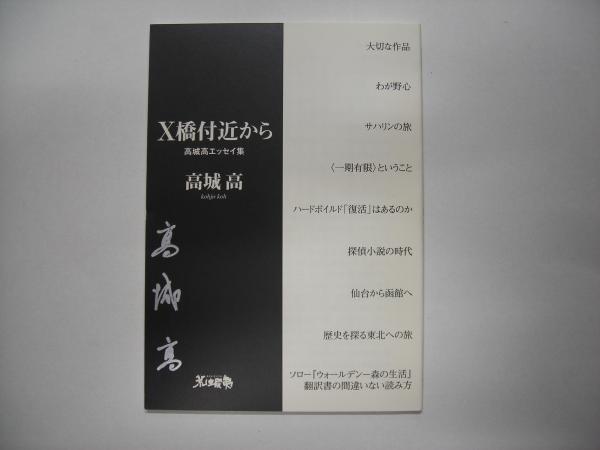 X橋付近から
高城高エッセイ集
高城 高
kohjo koh
高
城
高
荒蝦夷
大切な作品
わが野心
サハリンの旅
〈一期有限〉ということ
ハードボイルド「復活」はあるのか
探偵小説の時代
仙台から函館へ
歴史を探る東北への旅
ソロー『ウォールデン―森の生活』
翻訳書の間違いない読み方